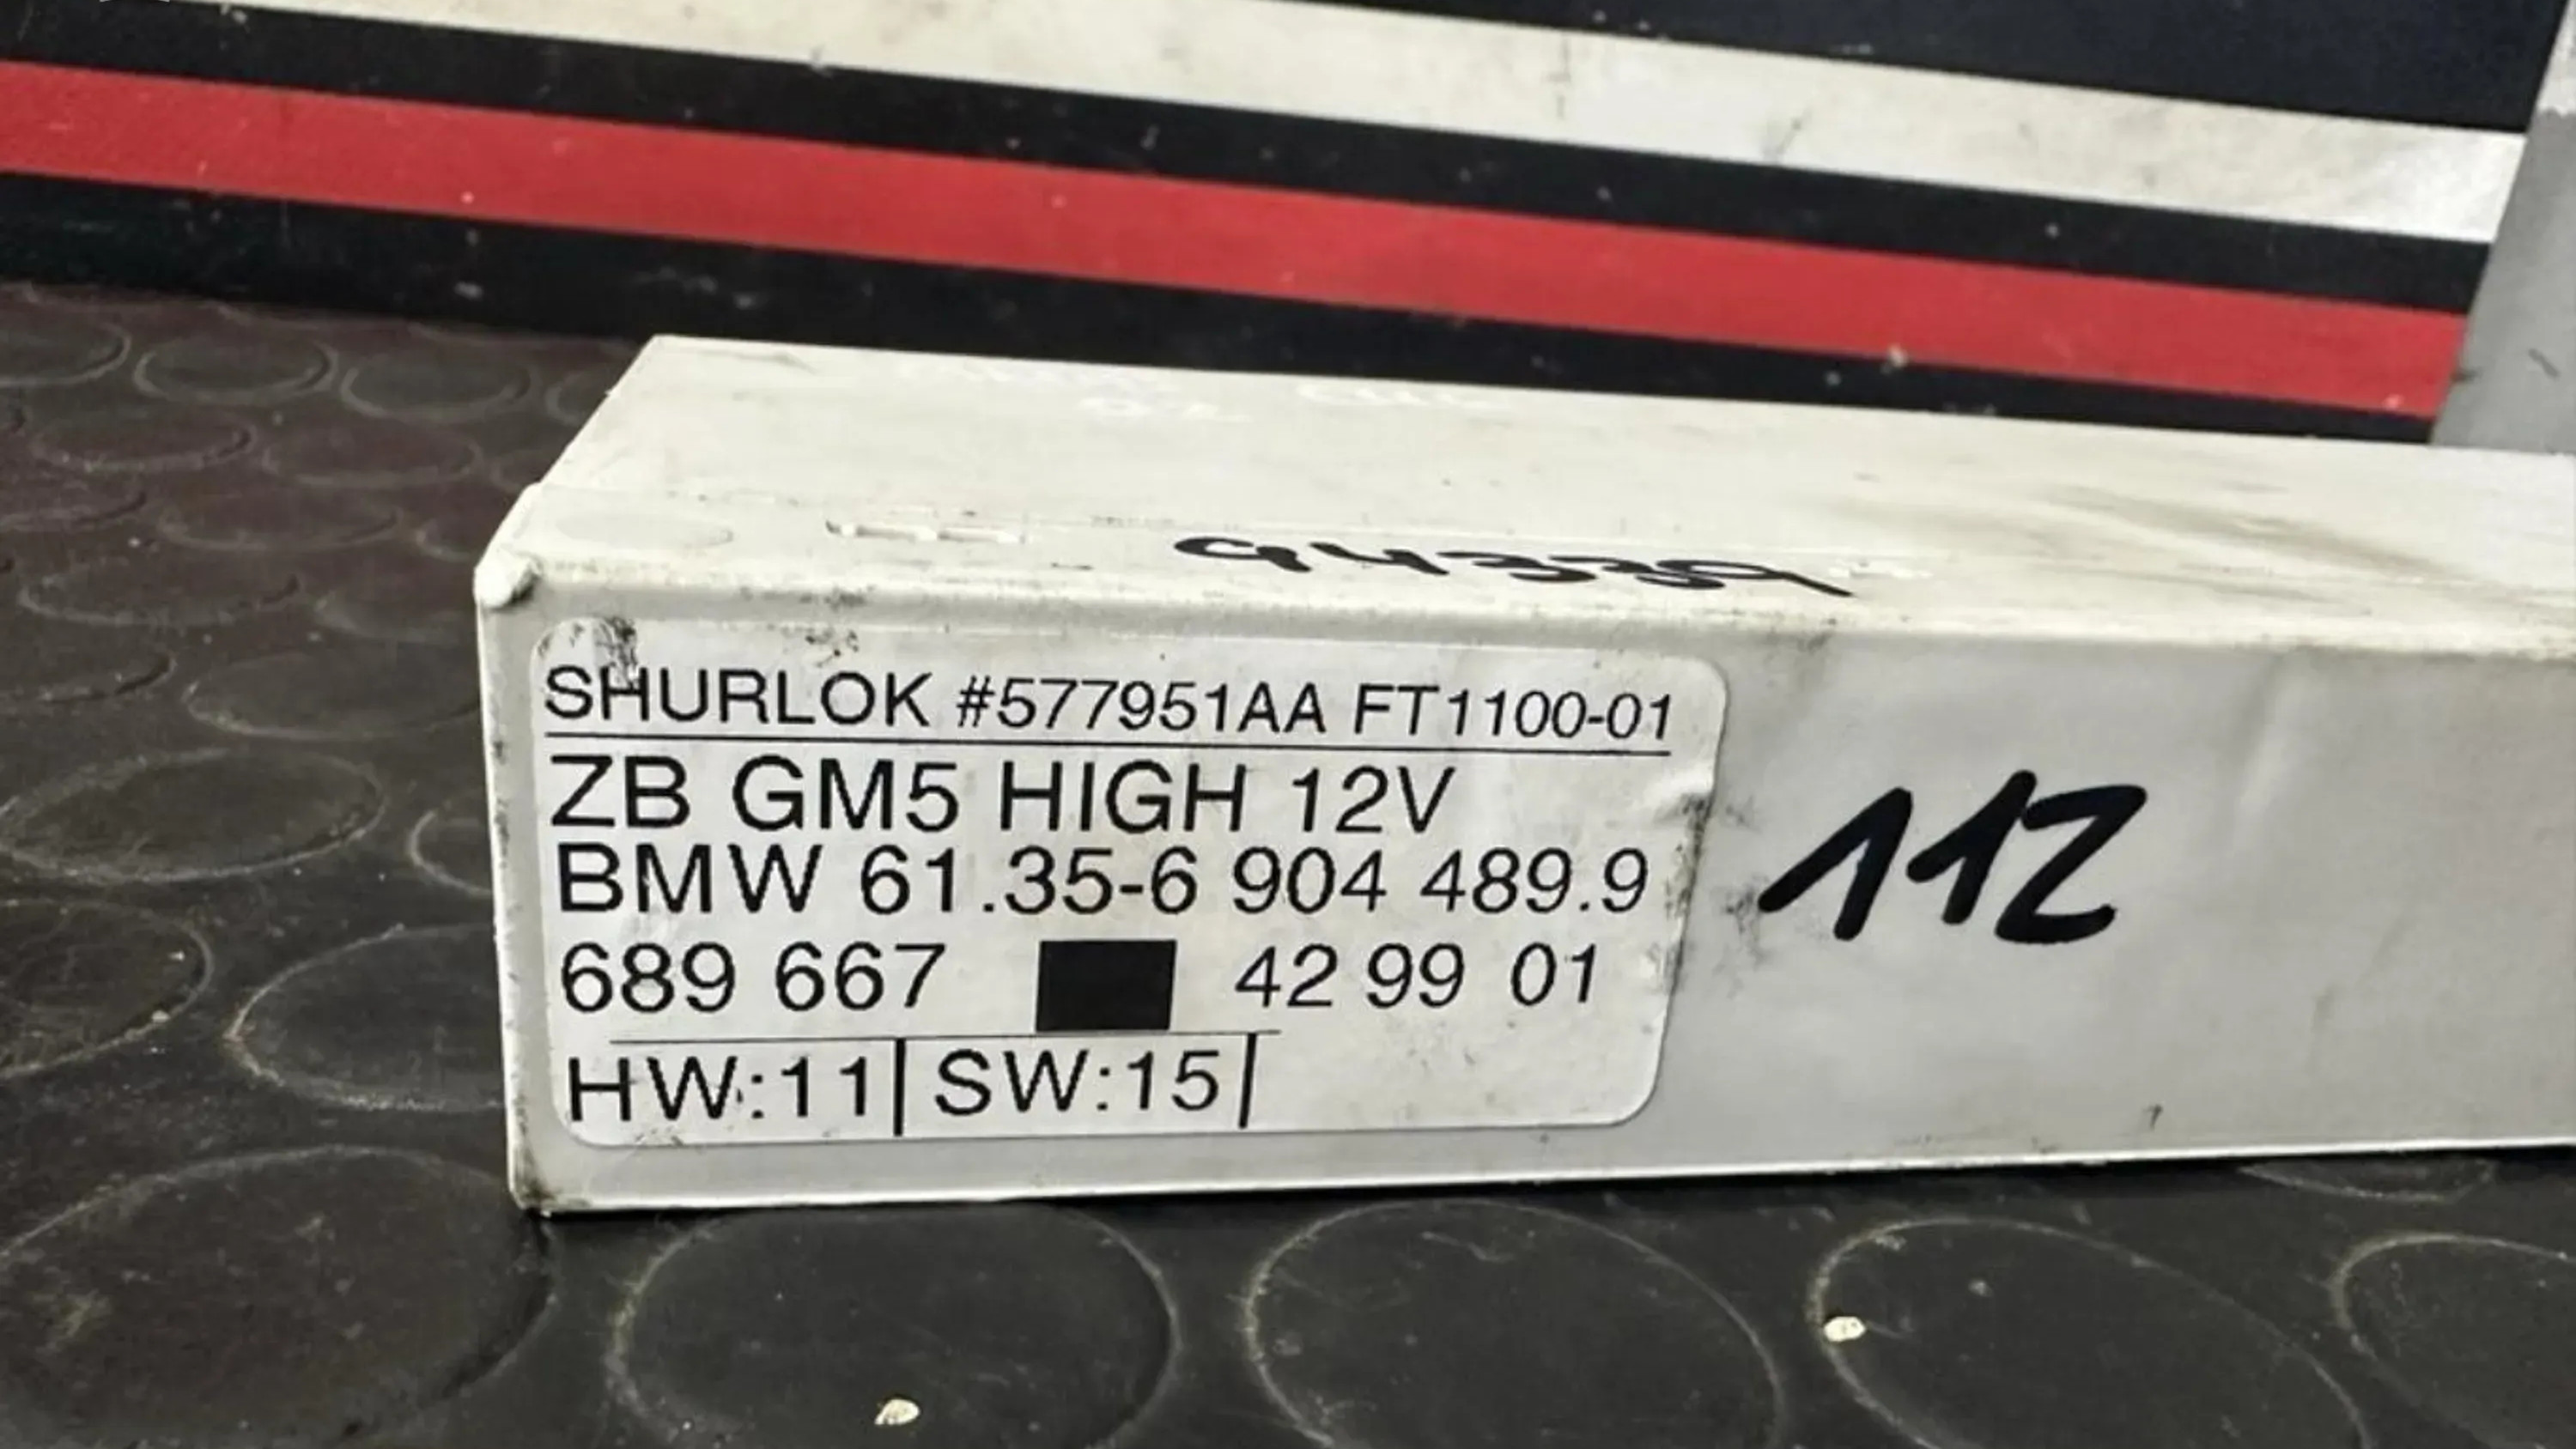 94339
SHURLOK #577951AA FT1100-01
ZB GM5 HIGH 12V
BMW 61.35-6 904 489.9
689 667 42 99 01
HW:11 SW:15
112